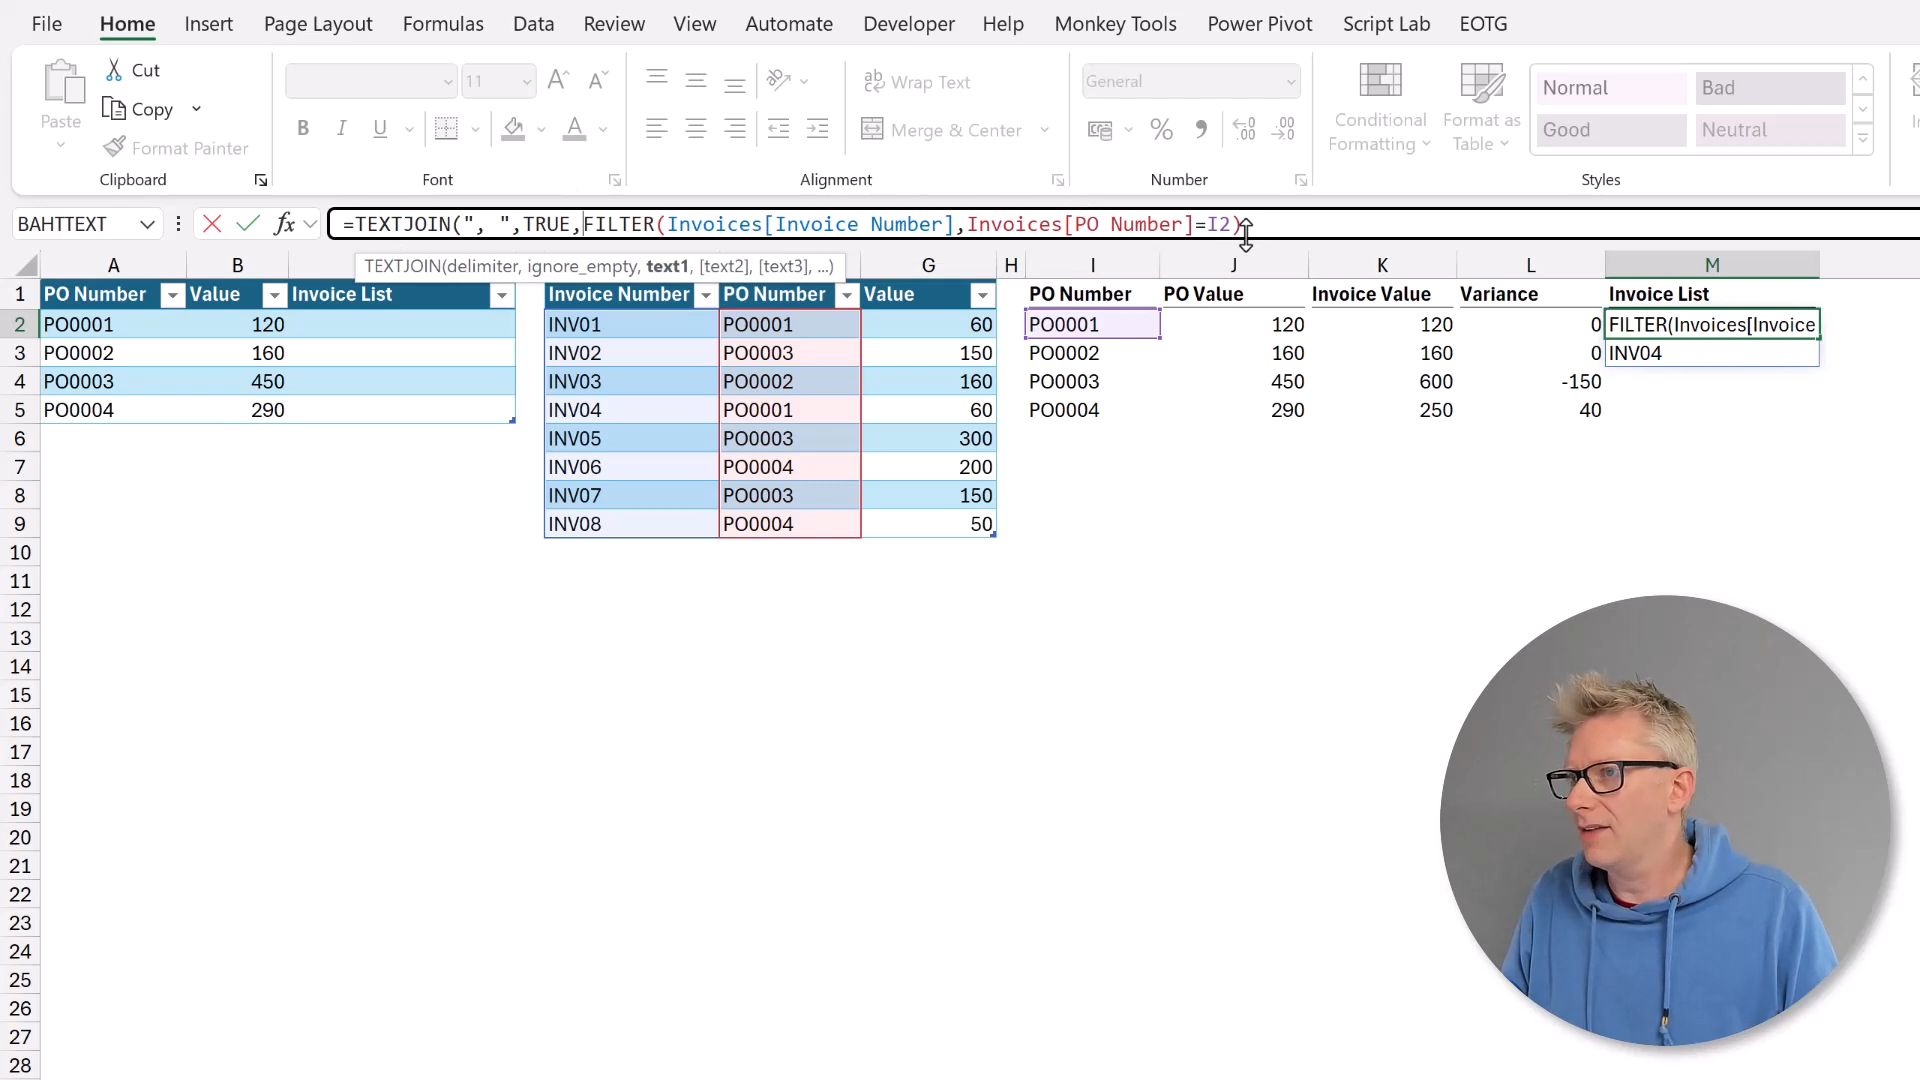 File Home Insert Page Layout Formulas Data Review View Automate Developer Help Monkey Tools Power Pivot Script Lab EOTG
Paste
Cut
Copy
Format Painter
Clipboard
11
B I U
Font
Wrap Text
Merge & Center
Alignment
General
Number
Conditional Formatting
Format as Table
Normal Bad
Good Neutral
Styles
BAHTTEXT fx =TEXTJOIN(", ",TRUE,FILTER(Invoices[Invoice Number],Invoices[PO Number]=I2)
TEXTJOIN(delimiter, ignore_empty, text1, [text2], [text3], ...)
A B G H I J K L M
1 PO Number Value Invoice List Invoice Number PO Number Value PO Number PO Value Invoice Value Variance Invoice List
2 PO0001 120 INV01 PO0001 60 PO0001 120 120 0 FILTER(Invoices[Invoice
3 PO0002 160 INV02 PO0003 150 PO0002 160 160 0 INV04
4 PO0003 450 INV03 PO0002 160 PO0003 450 600 -150
5 PO0004 290 INV04 PO0001 60 PO0004 290 250 40
6 INV05 PO0003 300
7 INV06 PO0004 200
8 INV07 PO0003 150
9 INV08 PO0004 50
10
11
12
13
14
15
16
17
18
19
20
21
22
23
24
25
26
27
28